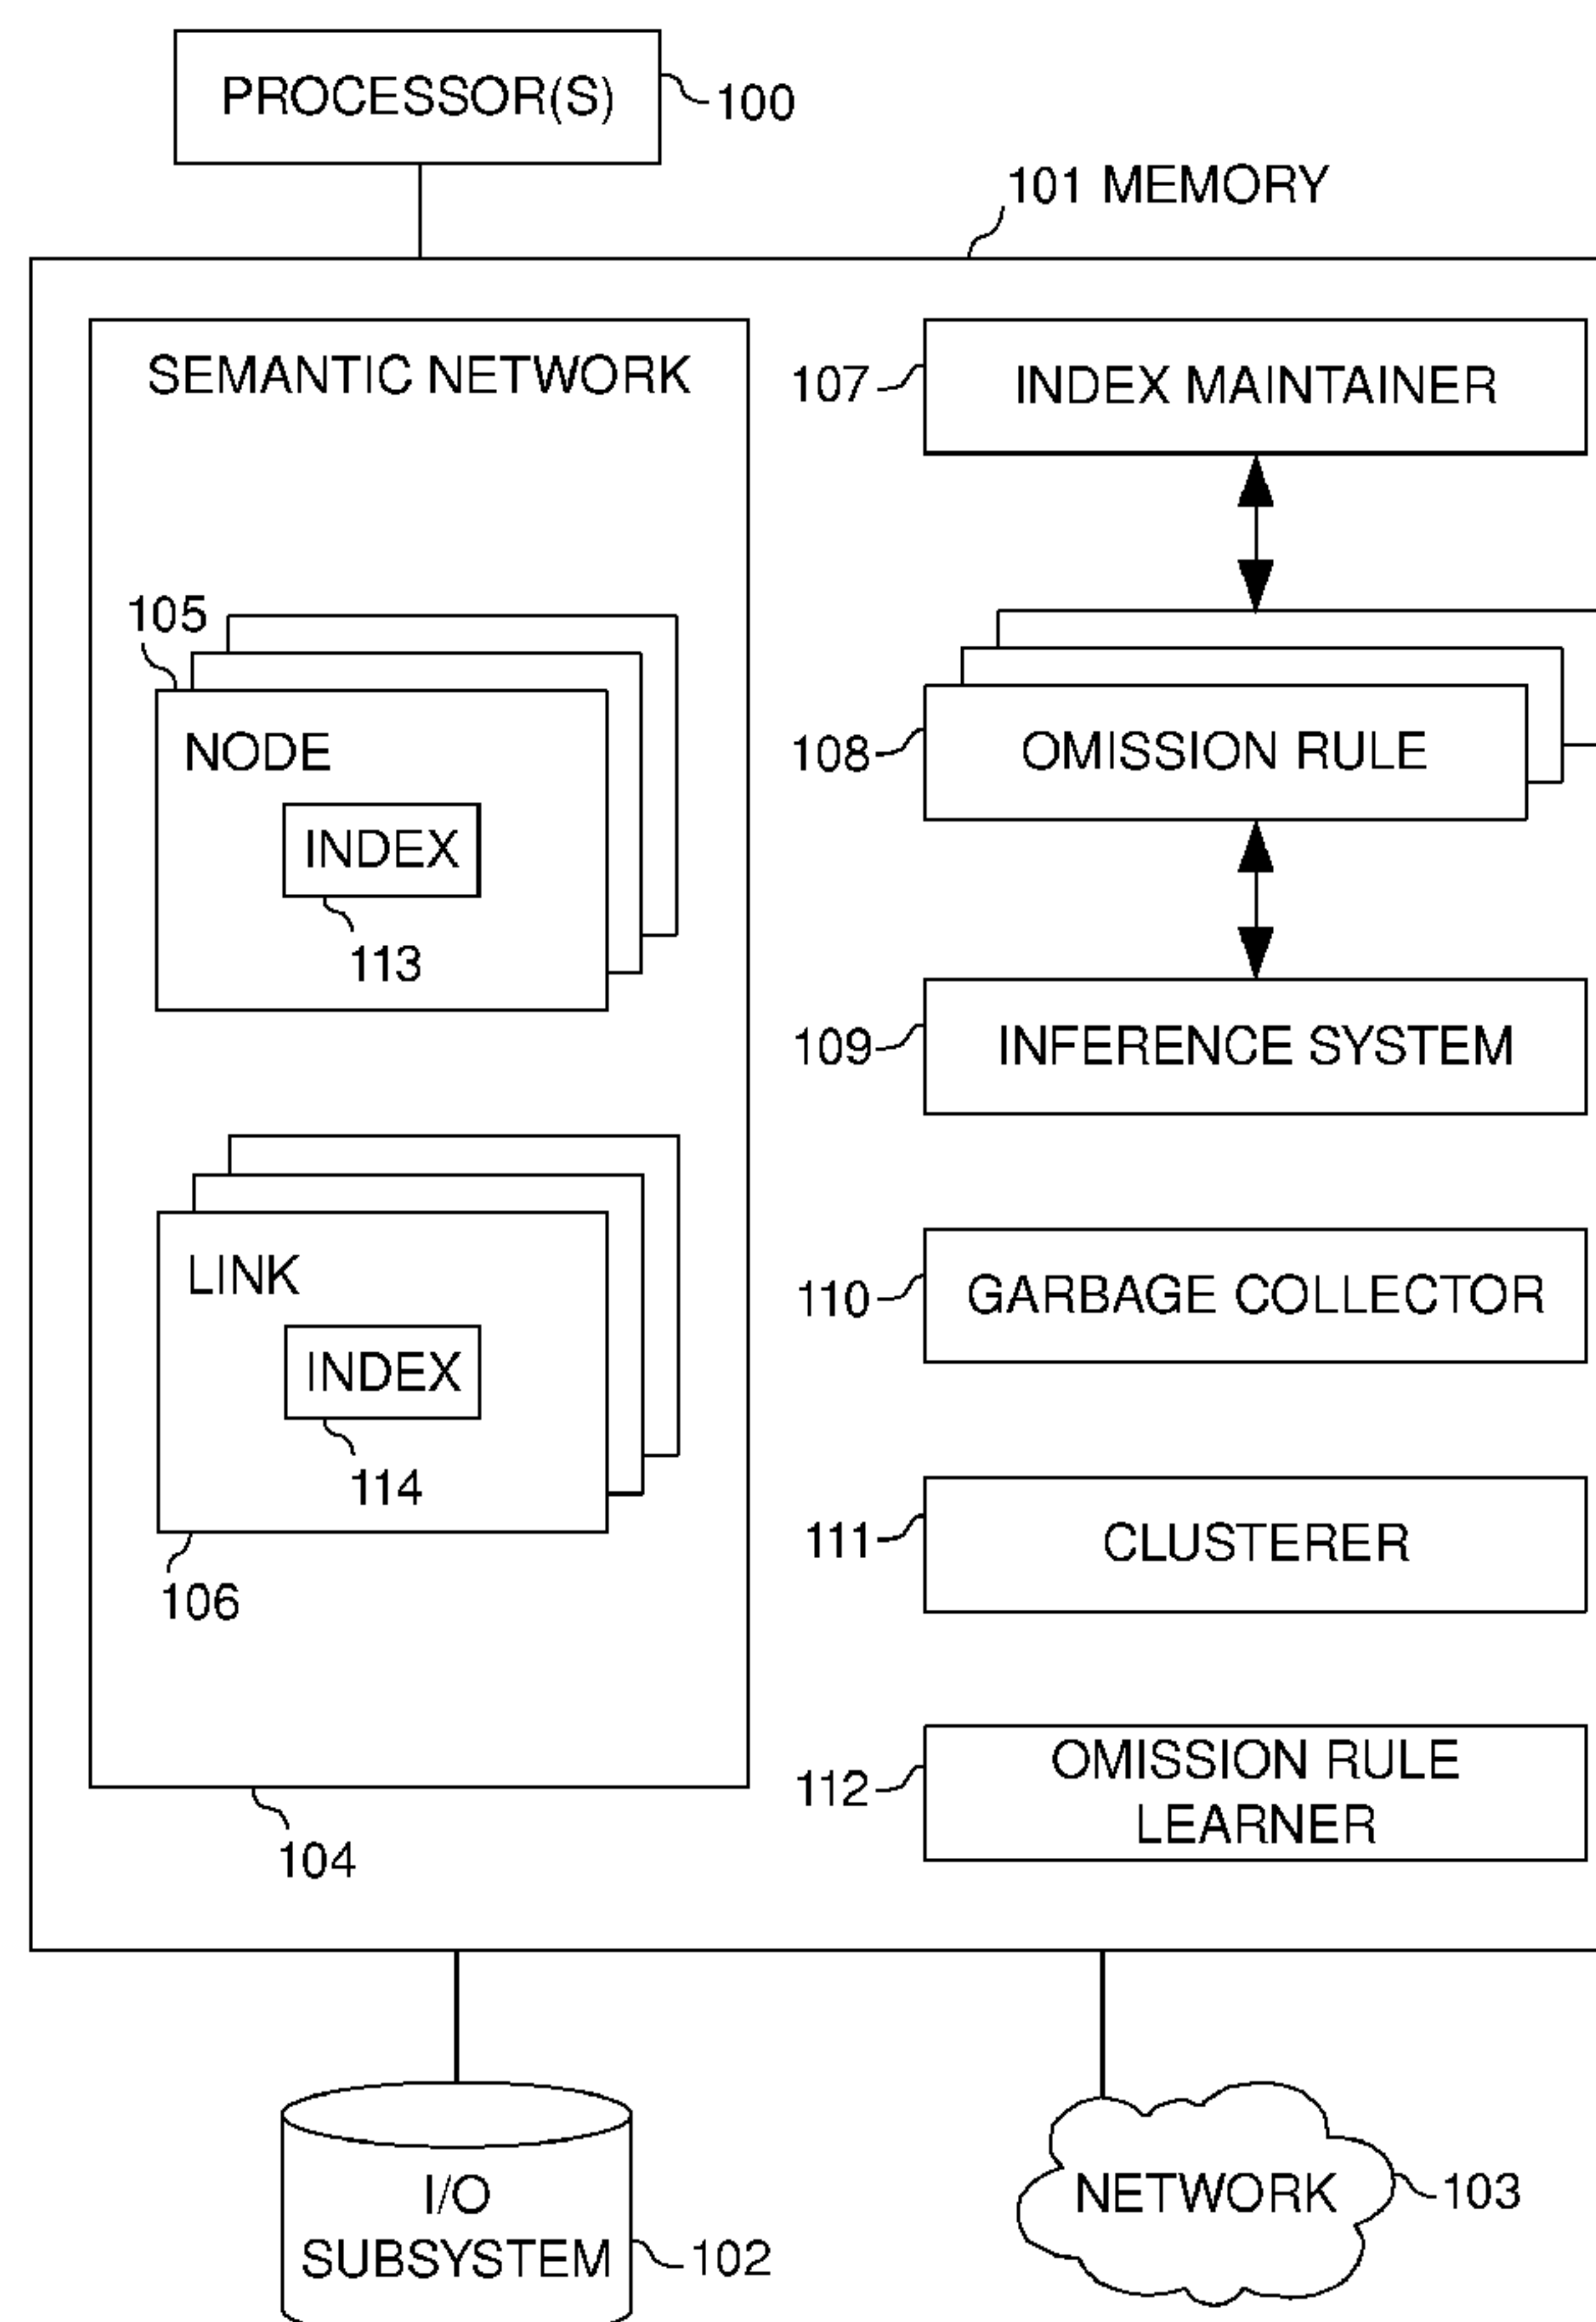 PROCESSOR(S)
100
101 MEMORY
SEMANTIC NETWORK
105
NODE
INDEX
113
LINK
INDEX
114
106
104
107
INDEX MAINTAINER
108
OMISSION RULE
109
INFERENCE SYSTEM
110
GARBAGE COLLECTOR
111
CLUSTERER
112
OMISSION RULE
LEARNER
I/O
SUBSYSTEM
102
NETWORK
103